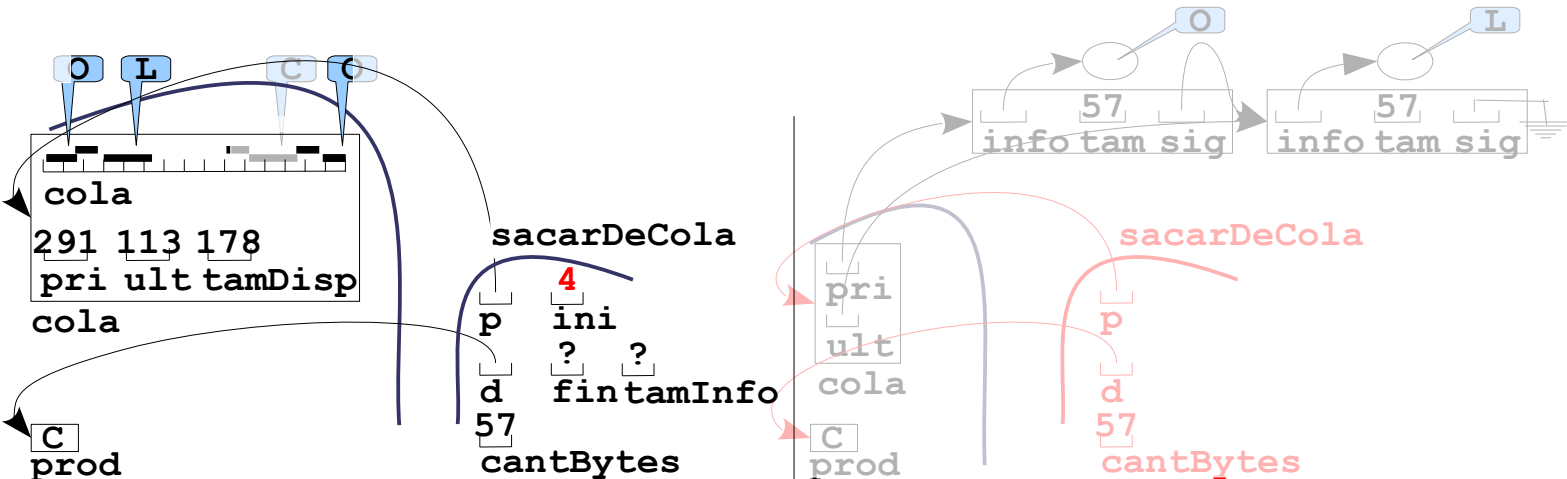 O L C O
cola
291 113 178
pri ult tamDisp
cola
sacarDeCola
4
p ini
? ?
d fin tamInfo
57
cantBytes
C
prod
O L
57 57
info tam sig info tam sig
sacarDeCola
pri
p
ult
cola
d
57
cantBytes
C
prod